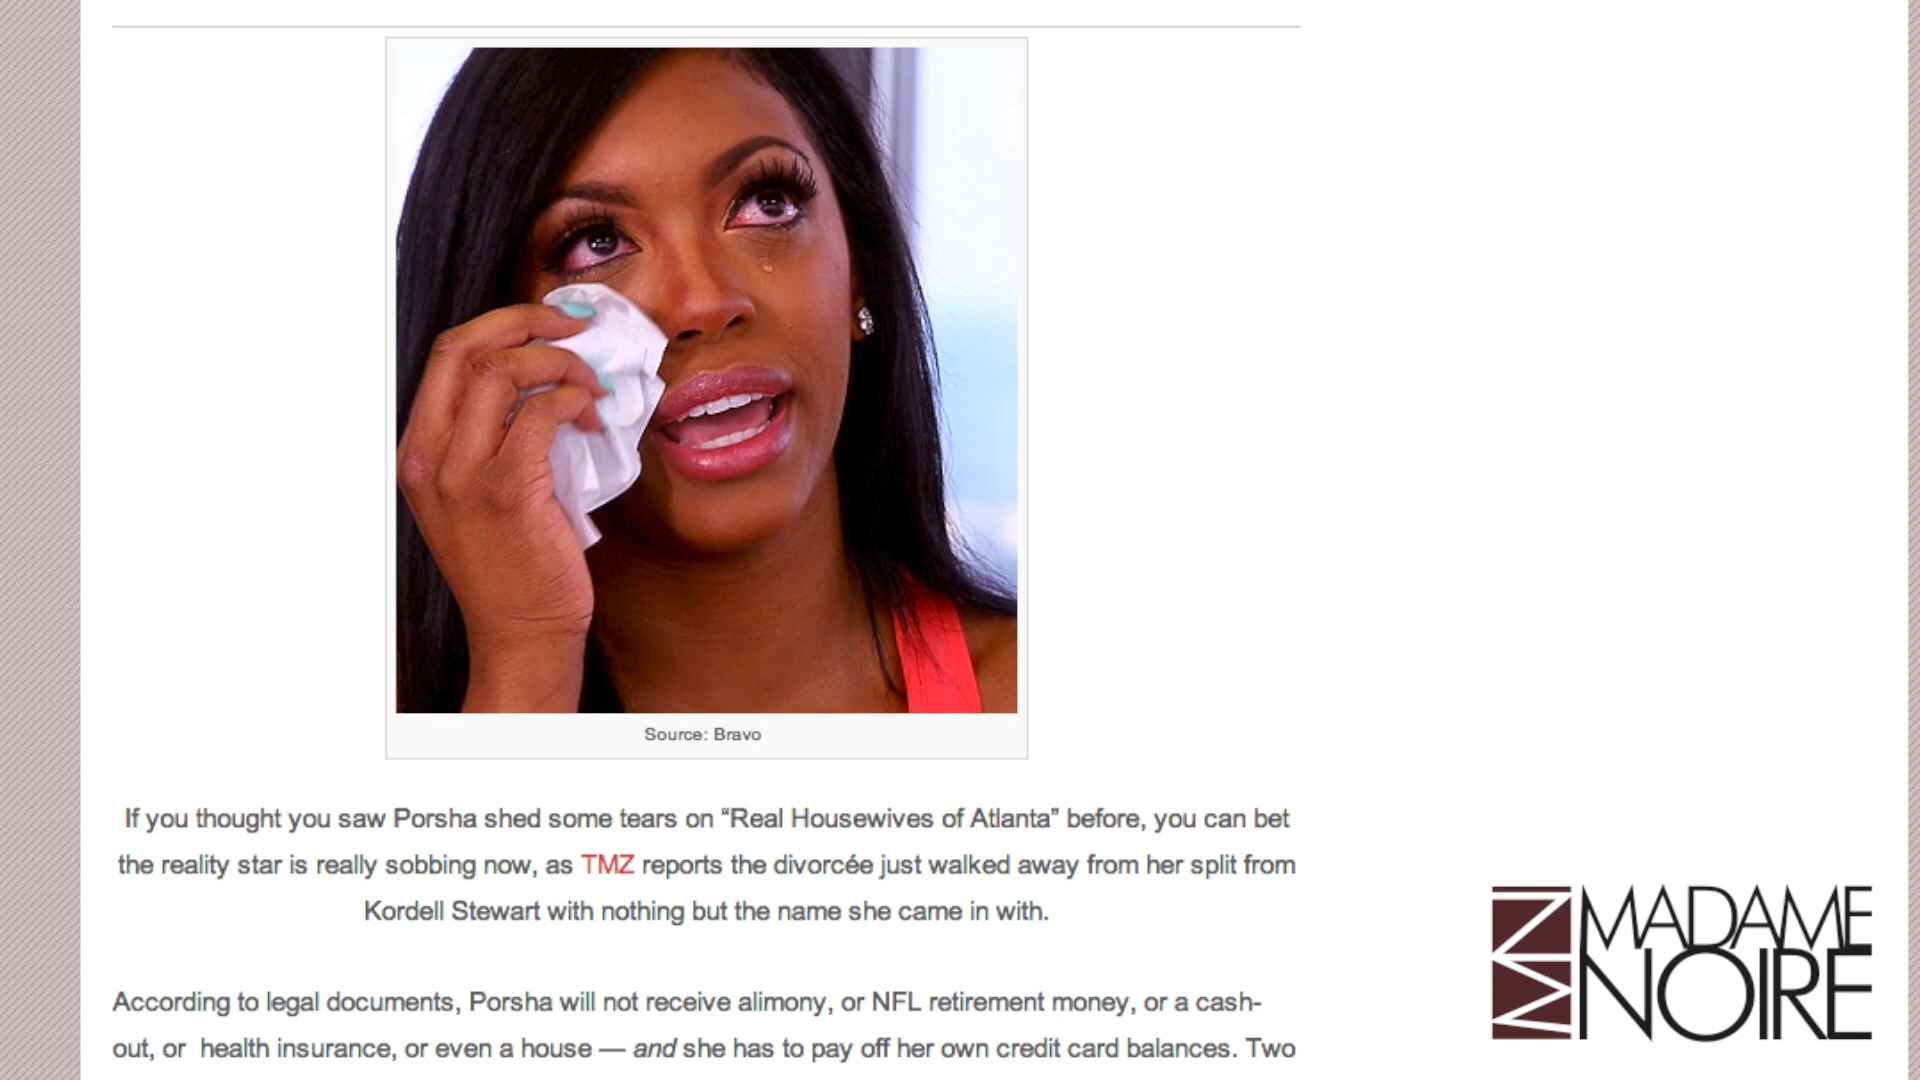 Source: Bravo
If you thought you saw Porsha shed some tears on “Real Housewives of Atlanta” before, you can bet
the reality star is really sobbing now, as TMZ reports the divorcée just walked away from her split from
Kordell Stewart with nothing but the name she came in with.
According to legal documents, Porsha will not receive alimony, or NFL retirement money, or a cash-
out, or  health insurance, or even a house — and she has to pay off her own credit card balances. Two
MN
MADAME
NOIRE